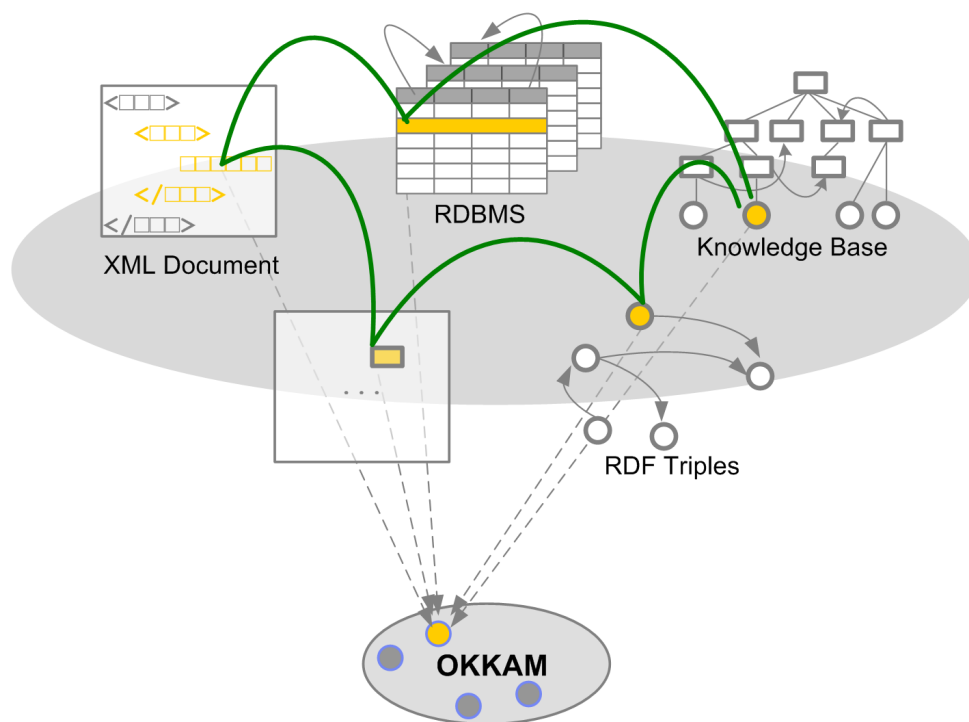 RDBMS
XML Document
Knowledge Base
. . .
RDF Triples
OKKAM